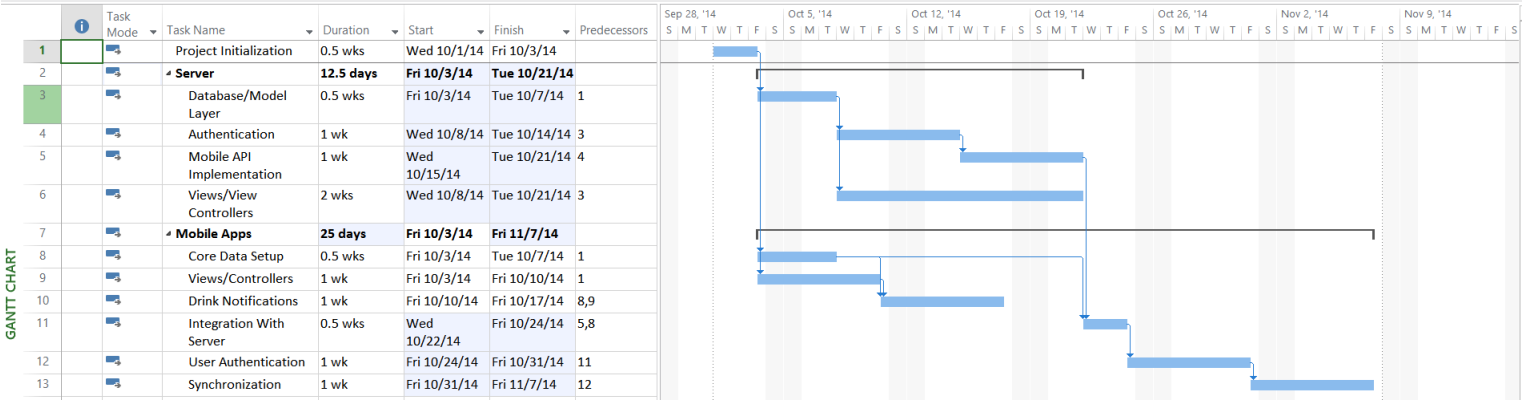 Task Mode Task Name Duration Start Finish Predecessors
Sep 28, '14 Oct 5, '14 Oct 12, '14 Oct 19, '14 Oct 26, '14 Nov 2, '14 Nov 9, '14
S M T W T F S S M T W T F S S M T W T F S S M T W T F S S M T W T F S S M T W T F S S M T W T F S
1 Project Initialization 0.5 wks Wed 10/1/14 Fri 10/3/14
2 Server 12.5 days Fri 10/3/14 Tue 10/21/14
3 Database/Model Layer 0.5 wks Fri 10/3/14 Tue 10/7/14 1
4 Authentication 1 wk Wed 10/8/14 Tue 10/14/14 3
5 Mobile API Implementation 1 wk Wed 10/15/14 Tue 10/21/14 4
6 Views/View Controllers 2 wks Wed 10/8/14 Tue 10/21/14 3
7 Mobile Apps 25 days Fri 10/3/14 Fri 11/7/14
8 Core Data Setup 0.5 wks Fri 10/3/14 Tue 10/7/14 1
9 Views/Controllers 1 wk Fri 10/3/14 Fri 10/10/14 1
10 Drink Notifications 1 wk Fri 10/10/14 Fri 10/17/14 8,9
11 Integration With Server 0.5 wks Wed 10/22/14 Fri 10/24/14 5,8
12 User Authentication 1 wk Fri 10/24/14 Fri 10/31/14 11
13 Synchronization 1 wk Fri 10/31/14 Fri 11/7/14 12
GANTT CHART